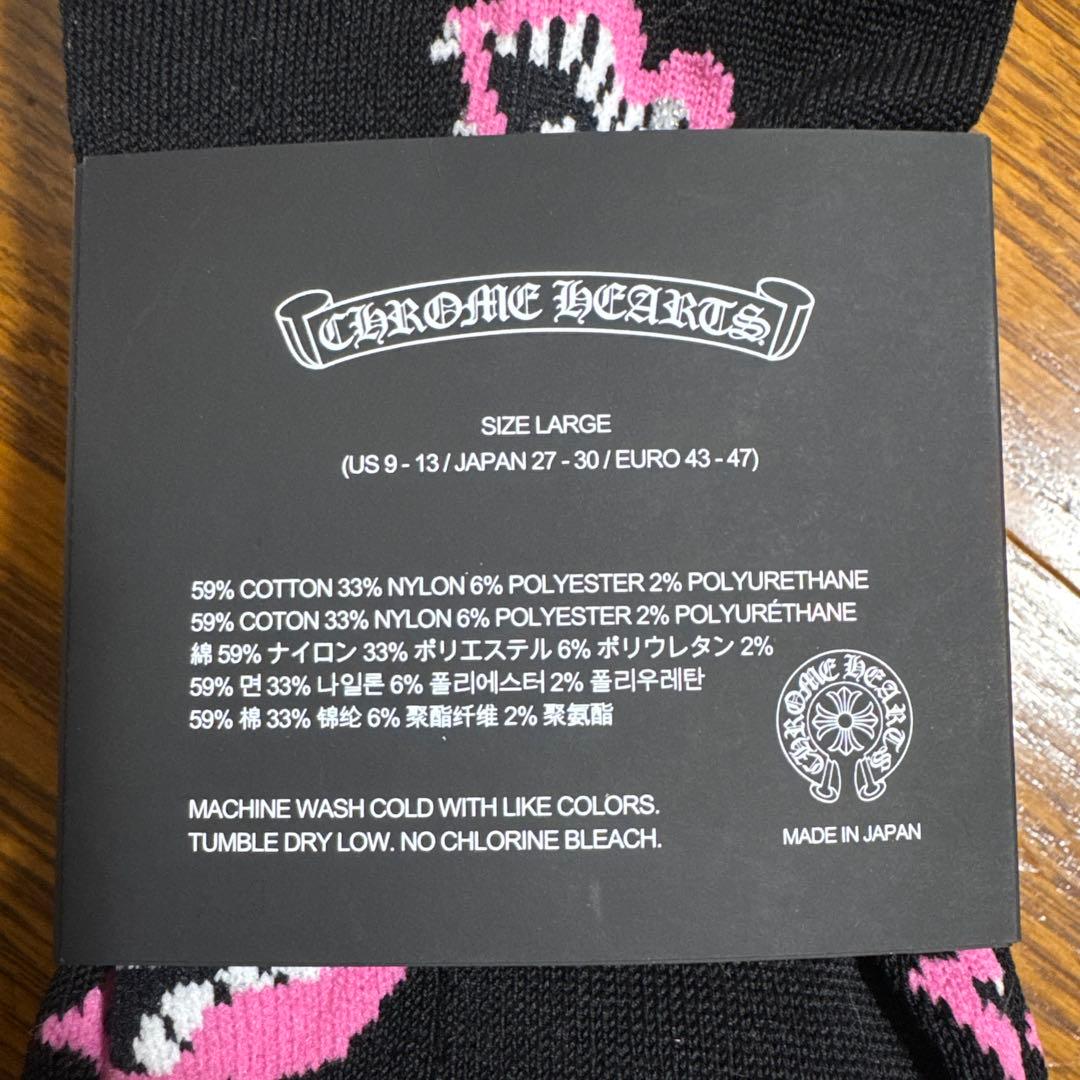 CHROME HEARTS
SIZE LARGE
(US 9 - 13 / JAPAN 27 - 30 / EURO 43 - 47)
59% COTTON 33% NYLON 6% POLYESTER 2% POLYURETHANE
59% COTON 33% NYLON 6% POLYESTER 2% POLYURÉTHANE
綿 59% ナイロン 33% ポリエステル 6% ポリウレタン 2%
59% 면 33% 나일론 6% 폴리에스터 2% 폴리우레탄
59% 棉 33% 锦纶 6% 聚酯纤维 2% 聚氨酯
CHROME HEARTS
MACHINE WASH COLD WITH LIKE COLORS.
TUMBLE DRY LOW. NO CHLORINE BLEACH.
MADE IN JAPAN